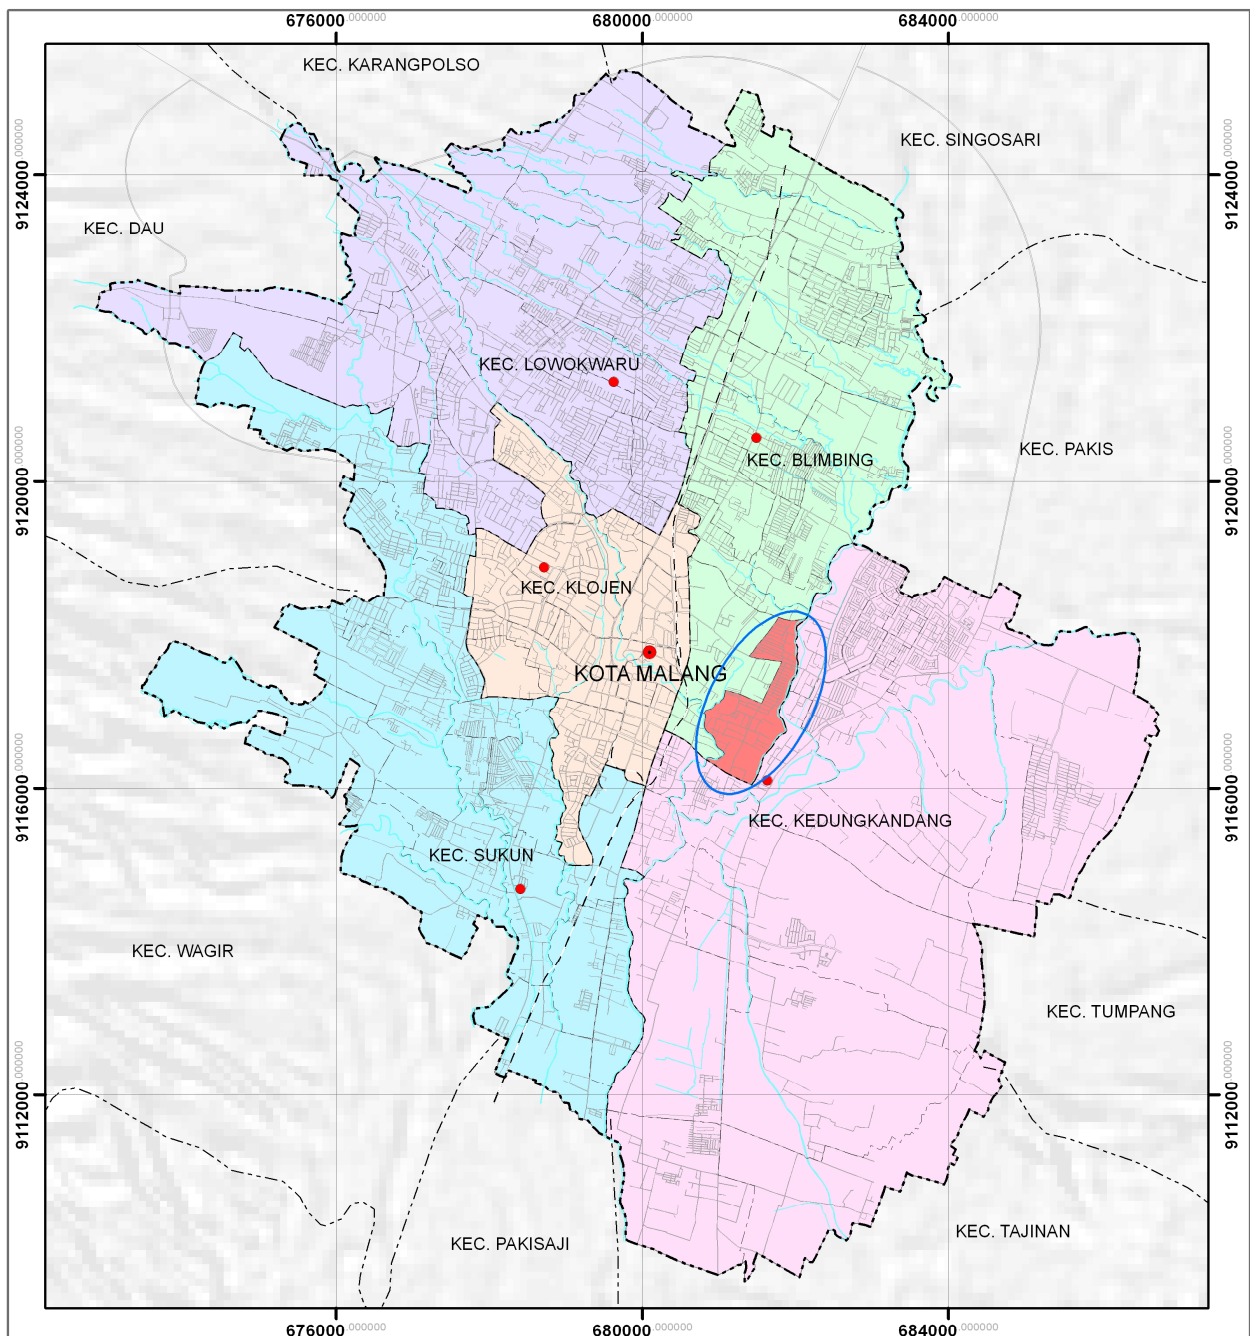 676000.000000 680000.000000 684000.000000
KEC. KARANGPOLSO
KEC. SINGOSARI
9124000.000000
9124000.000000
KEC. DAU
KEC. LOWOKWARU
KEC. PAKIS
KEC. BLIMBING
9120000.000000
9120000.000000
KEC. KLOJEN
KOTA MALANG
9116000.000000
9116000.000000
KEC. KEDUNGKANDANG
KEC. SUKUN
KEC. WAGIR
KEC. TUMPANG
9112000.000000
9112000.000000
KEC. TAJINAN
KEC. PAKISAJI
676000.000000 680000.000000 684000.000000